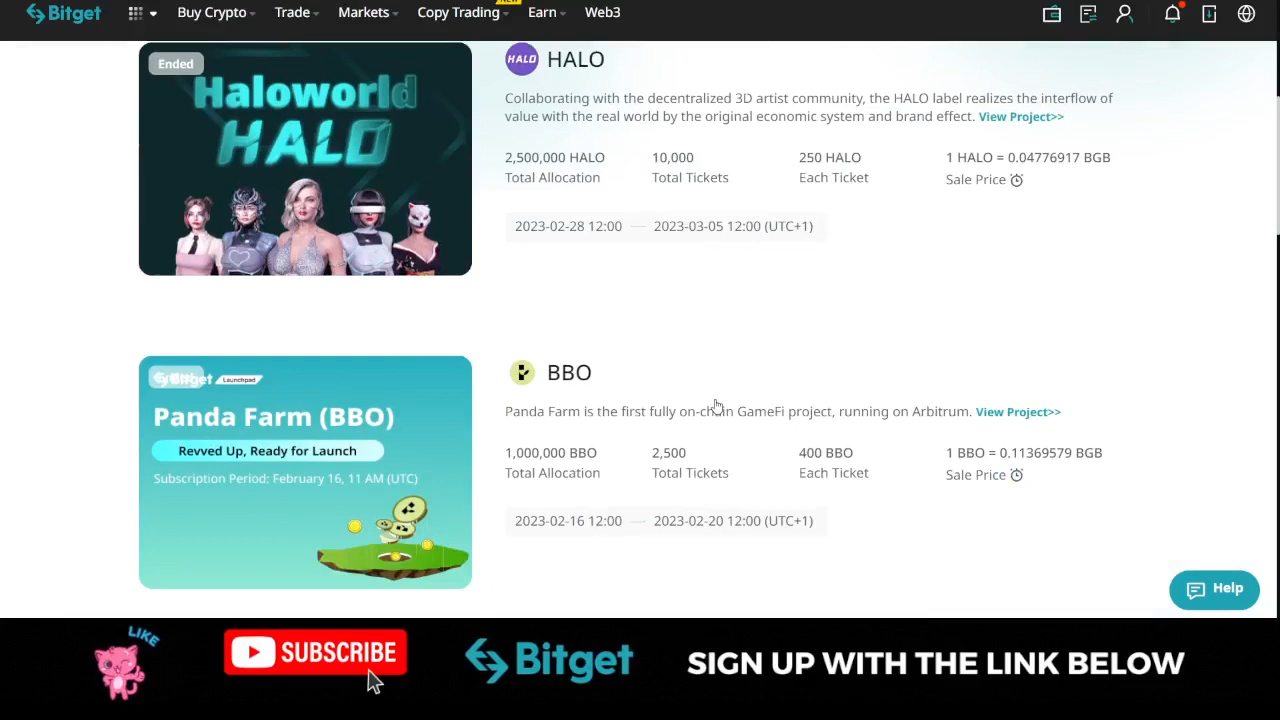 Bitget
Buy Crypto
Trade
Markets
Copy Trading
NEW
Earn
Web3
Ended
Haloworld
HALO
HALO
HALO
Collaborating with the decentralized 3D artist community, the HALO label realizes the interflow of
value with the real world by the original economic system and brand effect. View Project>>
2,500,000 HALO
Total Allocation
10,000
Total Tickets
250 HALO
Each Ticket
1 HALO = 0.04776917 BGB
Sale Price
2023-02-28 12:00 — 2023-03-05 12:00 (UTC+1)
Bitget Launchpad
Panda Farm (BBO)
Revved Up, Ready for Launch
Subscription Period: February 16, 11 AM (UTC)
BBO
Panda Farm is the first fully on-chain GameFi project, running on Arbitrum. View Project>>
1,000,000 BBO
Total Allocation
2,500
Total Tickets
400 BBO
Each Ticket
1 BBO = 0.11369579 BGB
Sale Price
2023-02-16 12:00 — 2023-02-20 12:00 (UTC+1)
Help
LIKE
SUBSCRIBE
Bitget
SIGN UP WITH THE LINK BELOW